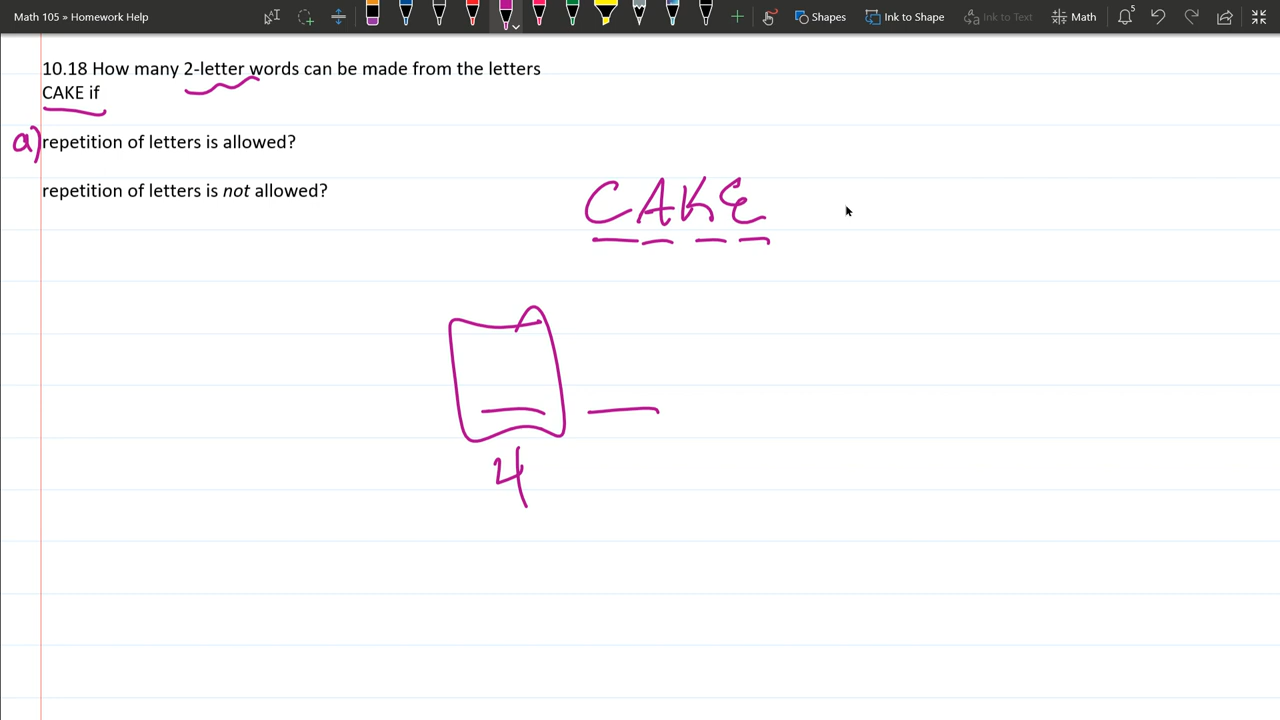 Math 105 » Homework Help
Shapes
Ink to Shape
Ink to Text
Math
5
10.18 How many 2-letter words can be made from the letters
CAKE if
a) repetition of letters is allowed?
repetition of letters is not allowed?
CAKE
4